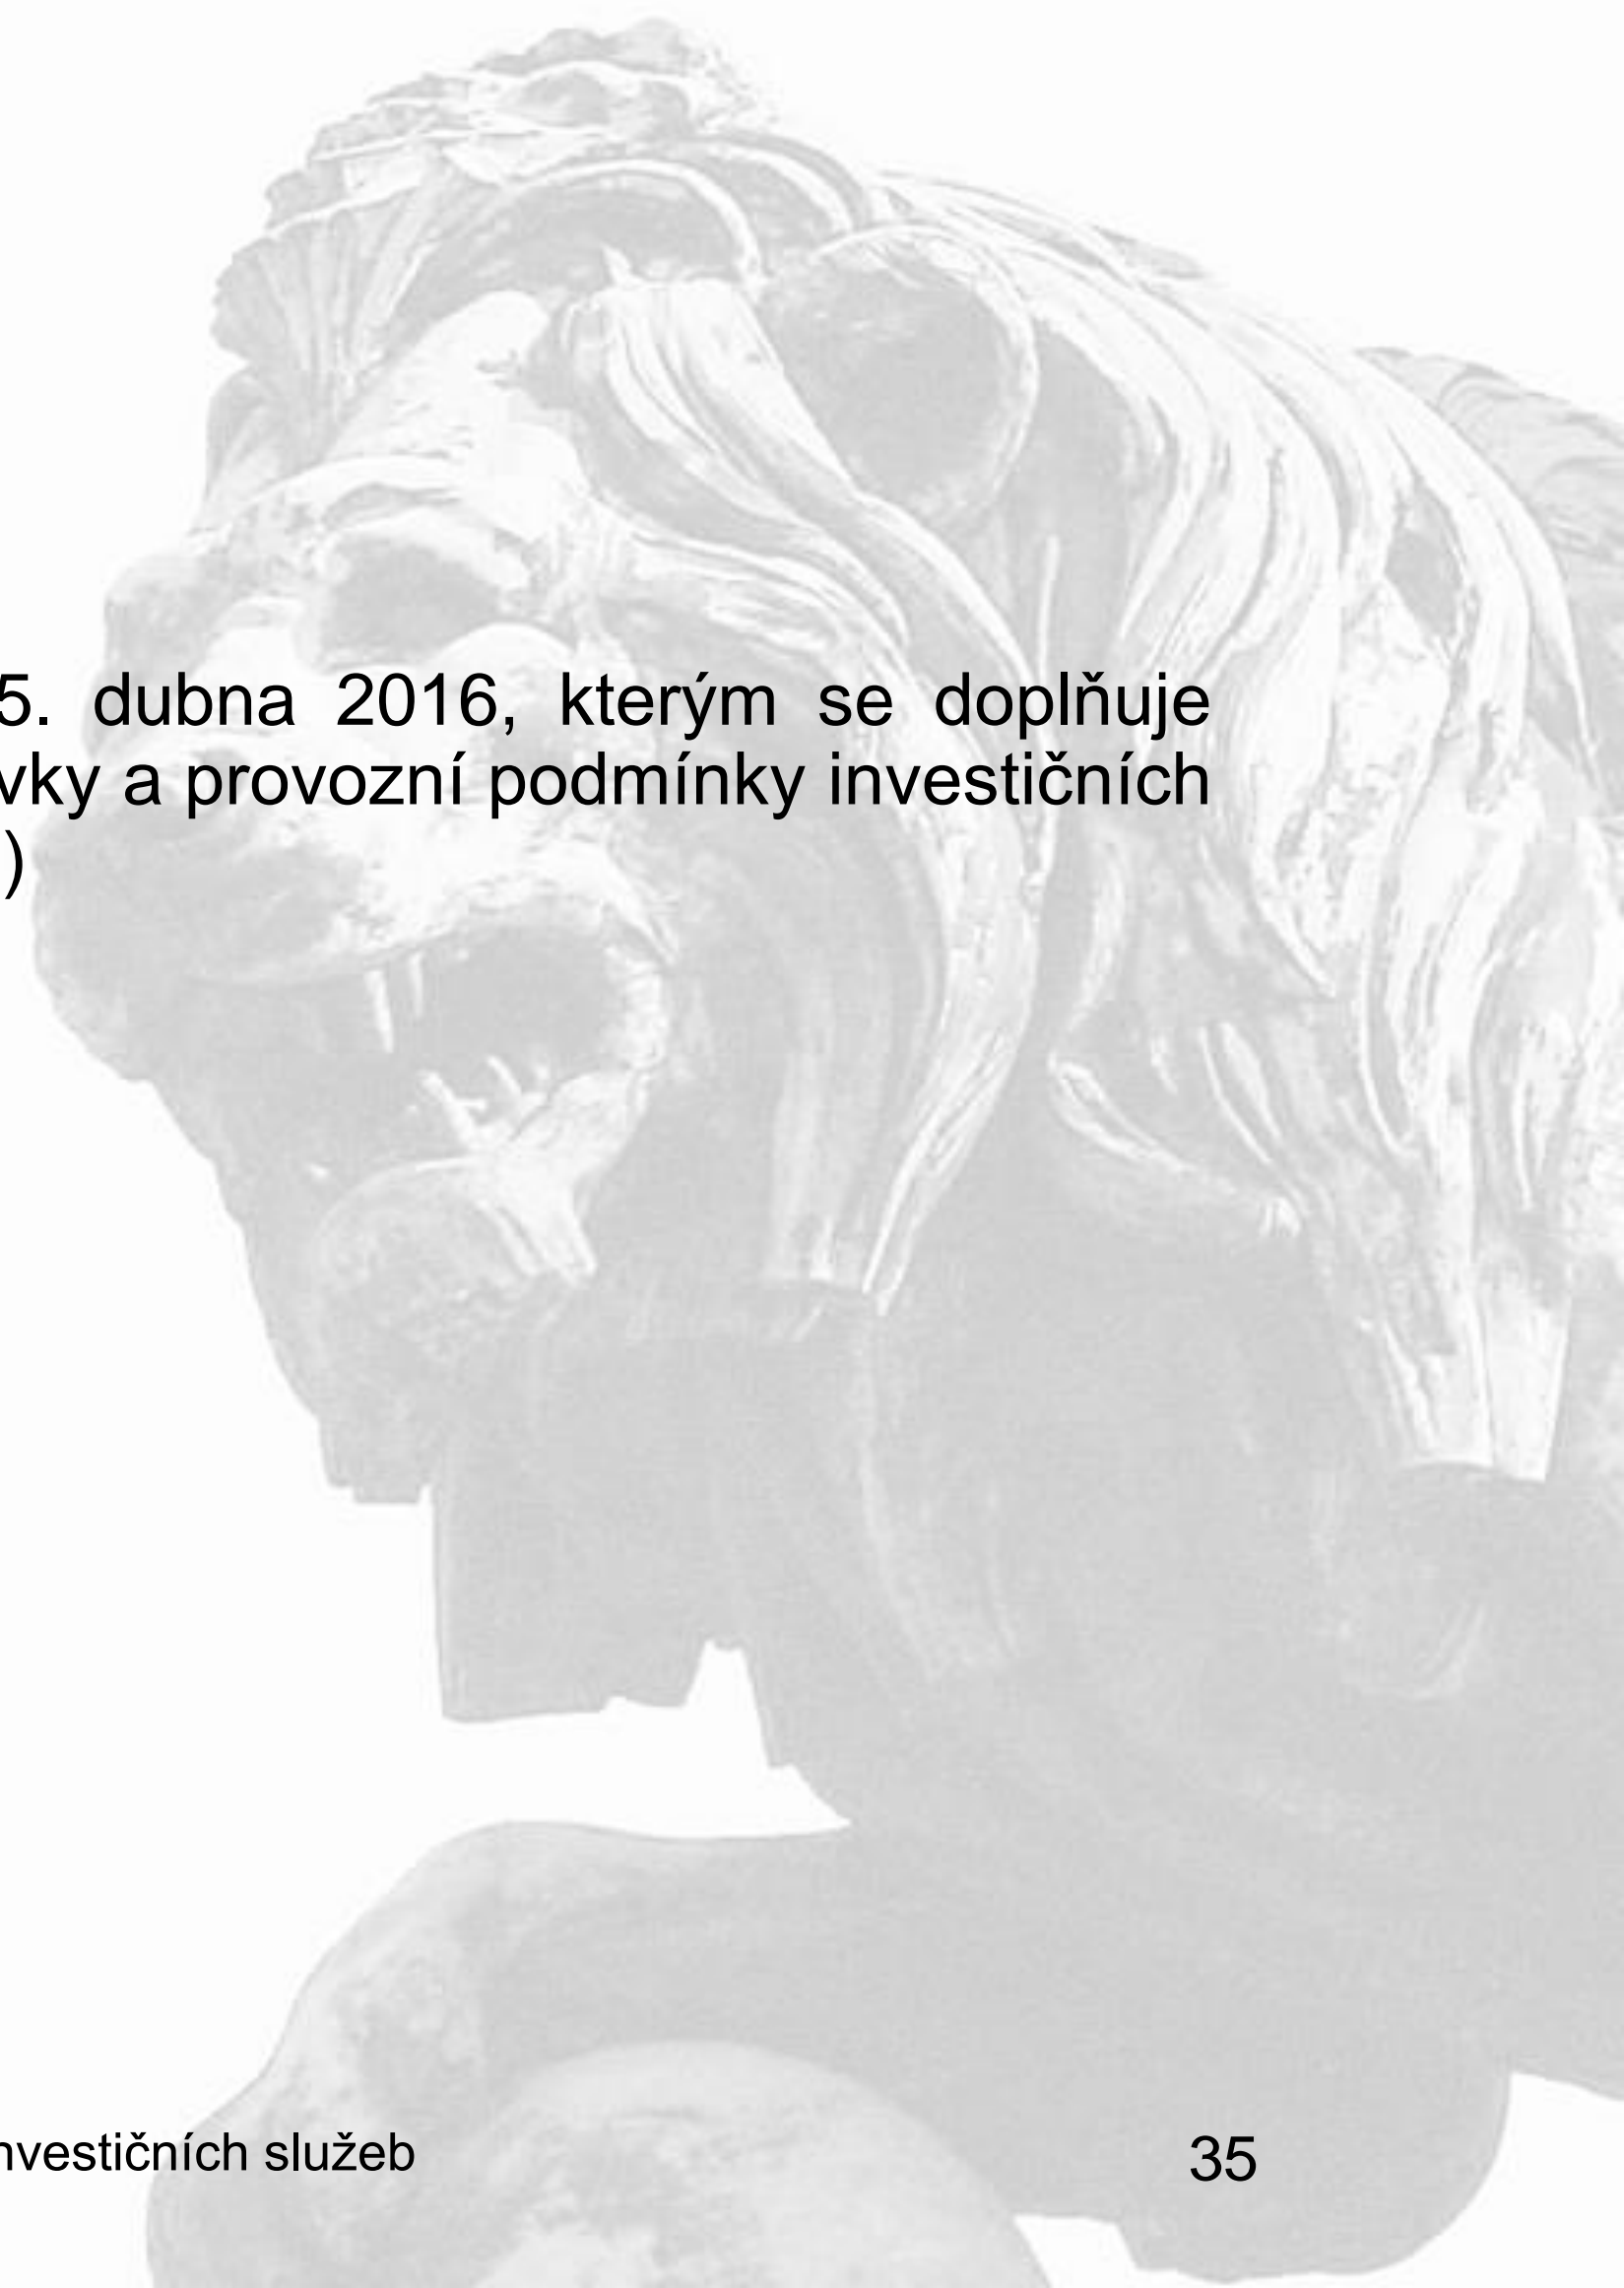 5. dubna 2016, kterým se doplňuje
vky a provozní podmínky investičních
)
nvestičních služeb
35